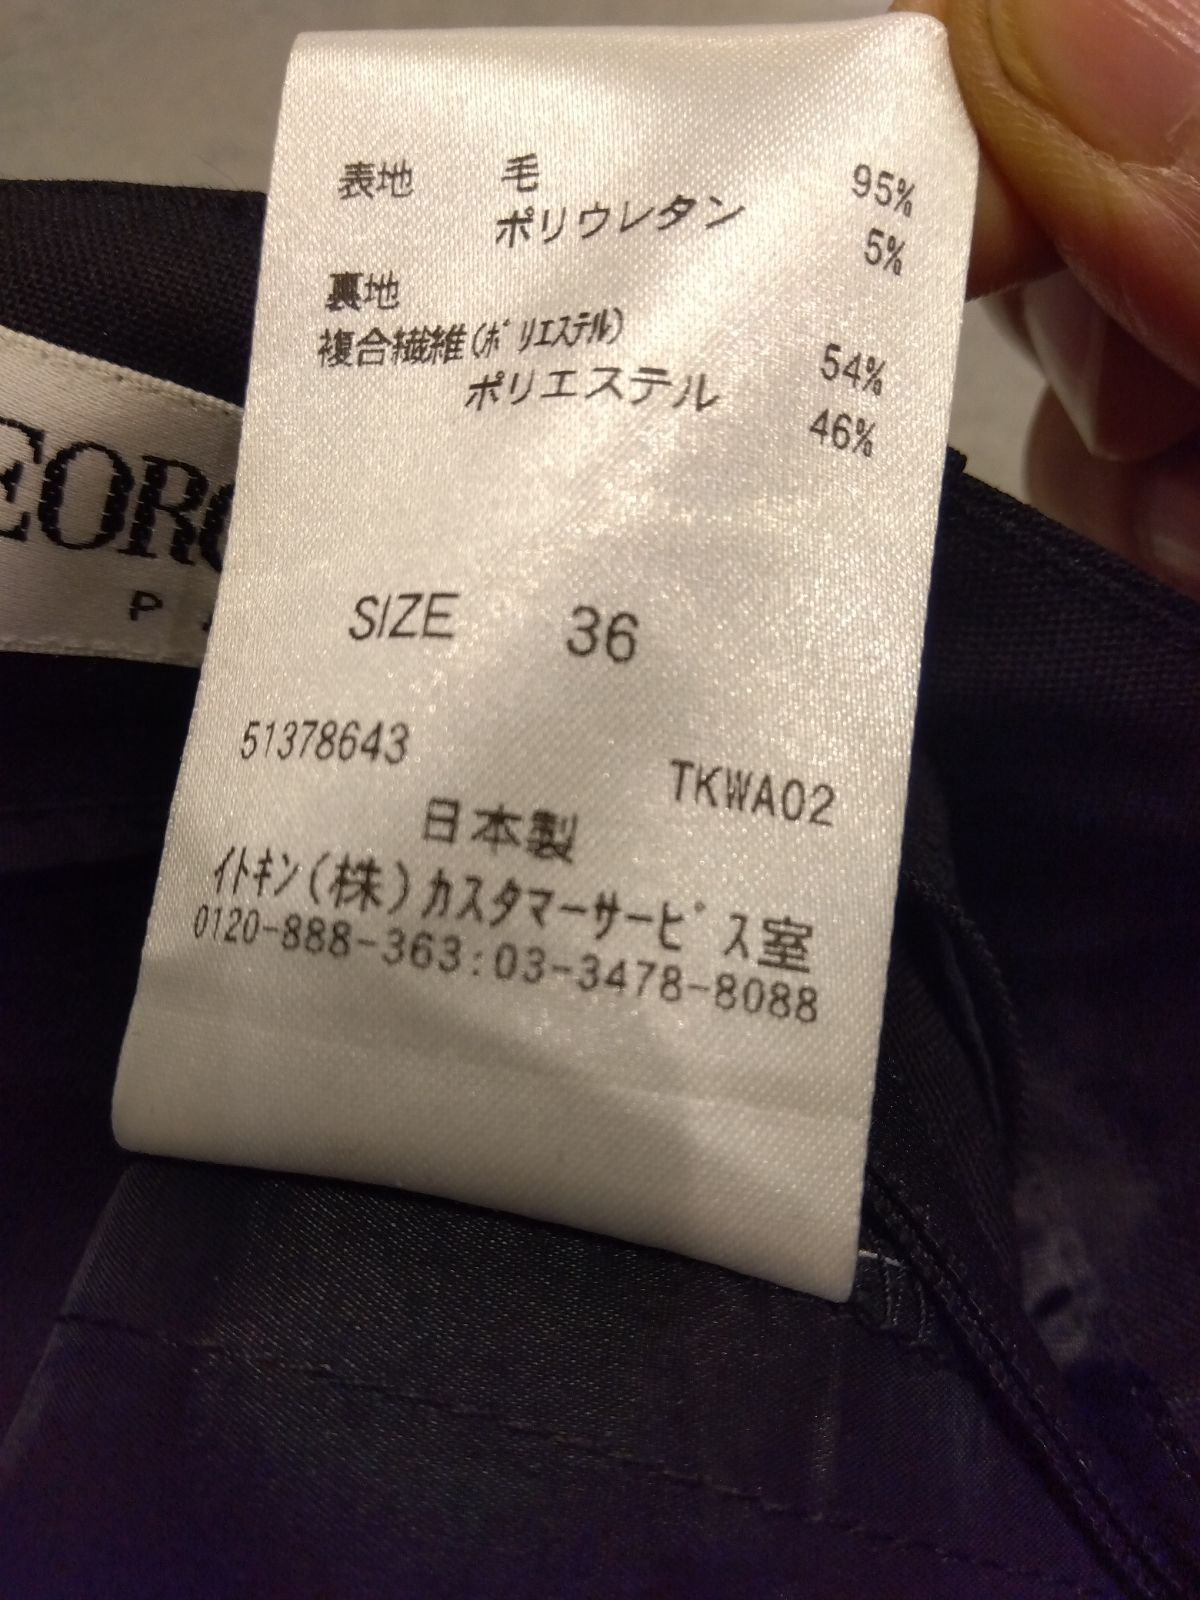 表地 毛 95%
ポリウレタン 5%
裏地
複合繊維(ポリエステル) 54%
ポリエステル 46%
EORG
P
SIZE 36
51378643 TKWA02
日本製
イトキン(株)カスタマーサービス室
0120-888-363:03-3478-8088